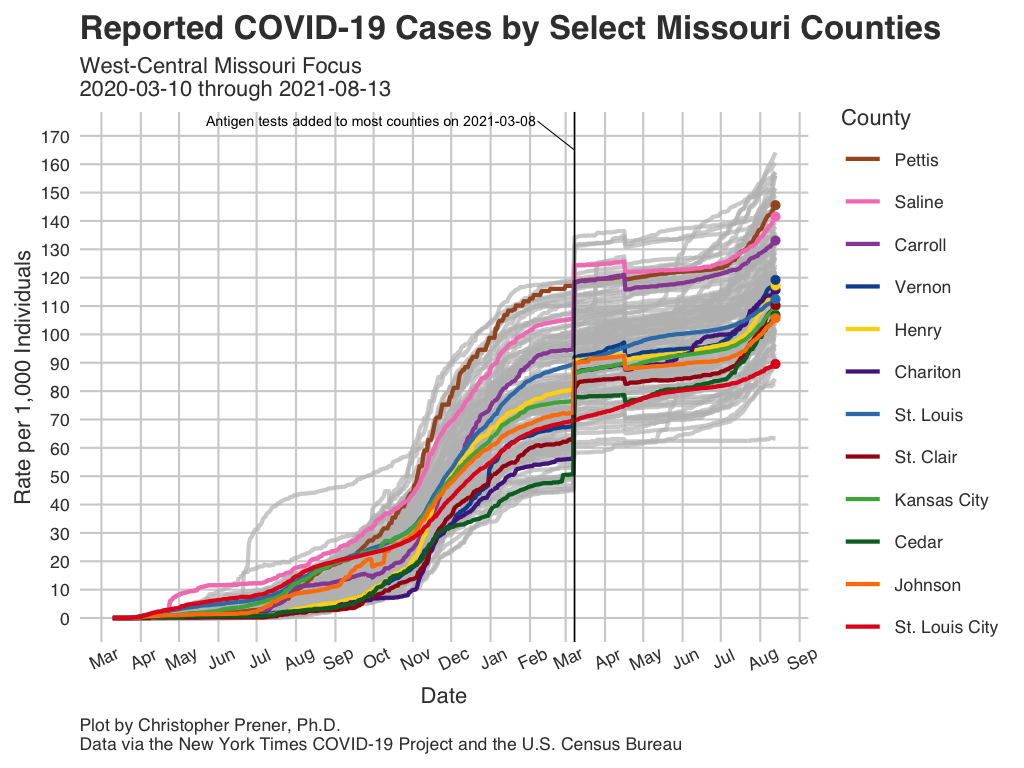 Reported COVID-19 Cases by Select Missouri Counties
West-Central Missouri Focus
2020-03-10 through 2021-08-13
Antigen tests added to most counties on 2021-03-08
Rate per 1,000 Individuals
170
160
150
140
130
120
110
100
90
80
70
60
50
40
30
20
10
0
Mar Apr May Jun Jul Aug Sep Oct Nov Dec Jan Feb Mar Apr May Jun Jul Aug Sep
Date
County
Pettis
Saline
Carroll
Vernon
Henry
Chariton
St. Louis
St. Clair
Kansas City
Cedar
Johnson
St. Louis City
Plot by Christopher Prener, Ph.D.
Data via the New York Times COVID-19 Project and the U.S. Census Bureau